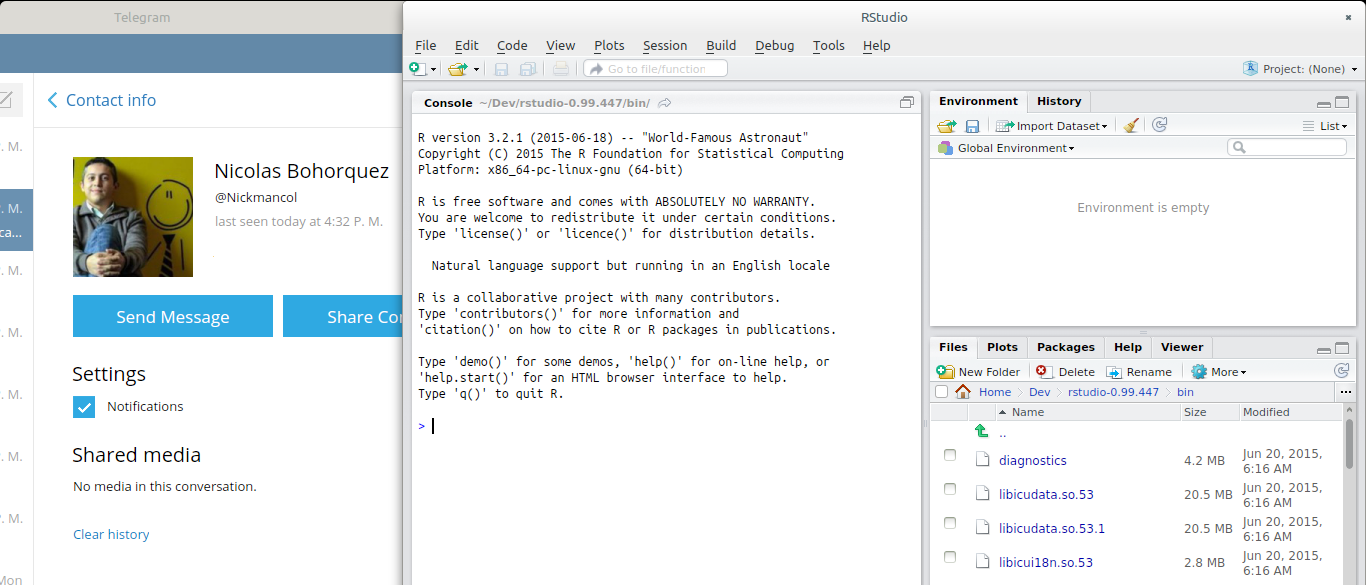 Telegram
Contact info
. M.
. M.
ca...
. M.
. M.
. M.
P. M.
Mon
Nicolas Bohorquez
@Nickmancol
last seen today at 4:32 P. M.
Send Message
Share Co
Settings
Notifications
Shared media
No media in this conversation.
Clear history
RStudio
File Edit Code View Plots Session Build Debug Tools Help
Go to file/function
Project: (None)
Console ~/Dev/rstudio-0.99.447/bin/
R version 3.2.1 (2015-06-18) -- "World-Famous Astronaut"
Copyright (C) 2015 The R Foundation for Statistical Computing
Platform: x86_64-pc-linux-gnu (64-bit)
R is free software and comes with ABSOLUTELY NO WARRANTY.
You are welcome to redistribute it under certain conditions.
Type 'license()' or 'licence()' for distribution details.
Natural language support but running in an English locale
R is a collaborative project with many contributors.
Type 'contributors()' for more information and
'citation()' on how to cite R or R packages in publications.
Type 'demo()' for some demos, 'help()' for on-line help, or
'help.start()' for an HTML browser interface to help.
Type 'q()' to quit R.
>
Environment History
Import Dataset List
Global Environment
Environment is empty
Files Plots Packages Help Viewer
New Folder Delete Rename More
Home Dev rstudio-0.99.447 bin ...
Name Size Modified
..
diagnostics 4.2 MB Jun 20, 2015, 6:16 AM
libicudata.so.53 20.5 MB Jun 20, 2015, 6:16 AM
libicudata.so.53.1 20.5 MB Jun 20, 2015, 6:16 AM
libicui18n.so.53 2.8 MB Jun 20, 2015, 6:16 AM